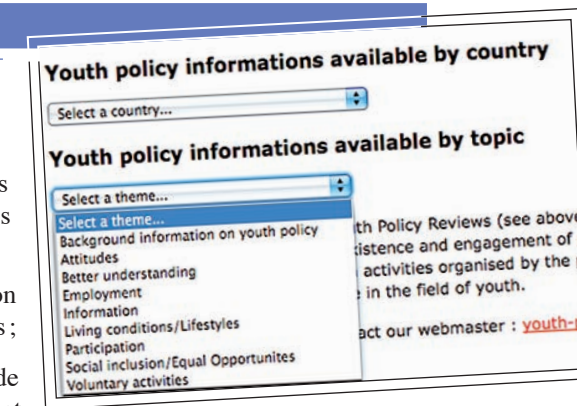 Youth policy informations available by country
Select a country...
Youth policy informations available by topic
Select a theme...
Select a theme...
Background information on youth policy
Attitudes
Better understanding
Employment
Information
Living conditions/Lifestyles
Participation
Social inclusion/Equal Opportunites
Voluntary activities
th Policy Reviews (see above
istence and engagement of
activities organised by the
in the field of youth.
act our webmaster : youth-